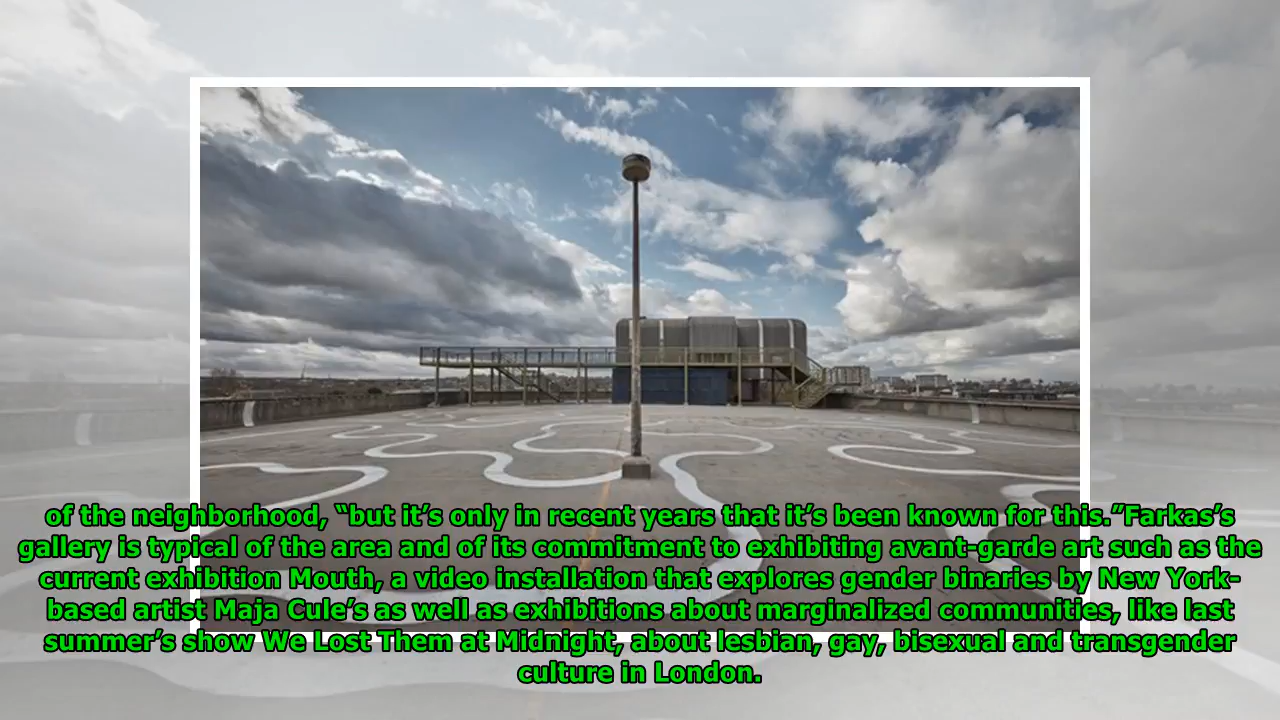 of the neighborhood, “but it’s only in recent years that it’s been known for this.”Farkas’s
gallery is typical of the area and of its commitment to exhibiting avant-garde art such as the
current exhibition Mouth, a video installation that explores gender binaries by New York-
based artist Maja Cule’s as well as exhibitions about marginalized communities, like last
summer’s show We Lost Them at Midnight, about lesbian, gay, bisexual and transgender
culture in London.